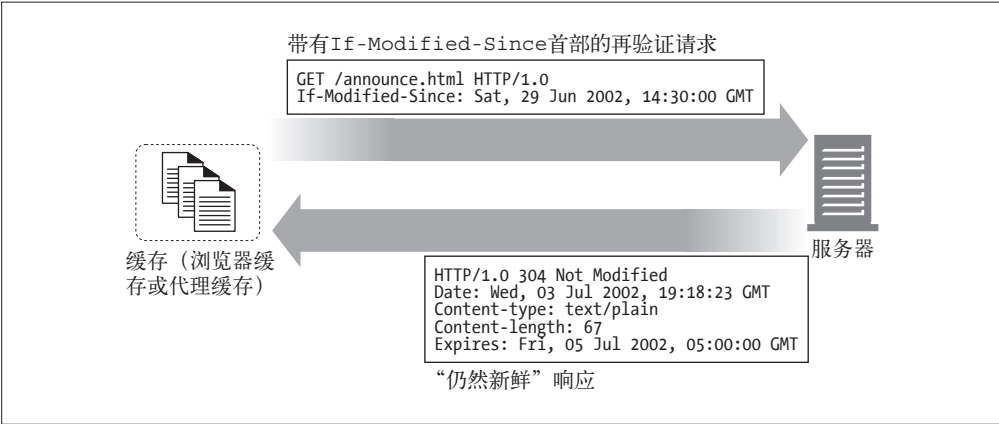 带有If-Modified-Since首部的再验证请求
GET /announce.html HTTP/1.0
If-Modified-Since: Sat, 29 Jun 2002, 14:30:00 GMT
缓存（浏览器缓
存或代理缓存）
服务器
HTTP/1.0 304 Not Modified
Date: Wed, 03 Jul 2002, 19:18:23 GMT
Content-type: text/plain
Content-length: 67
Expires: Fri, 05 Jul 2002, 05:00:00 GMT
“仍然新鲜”响应